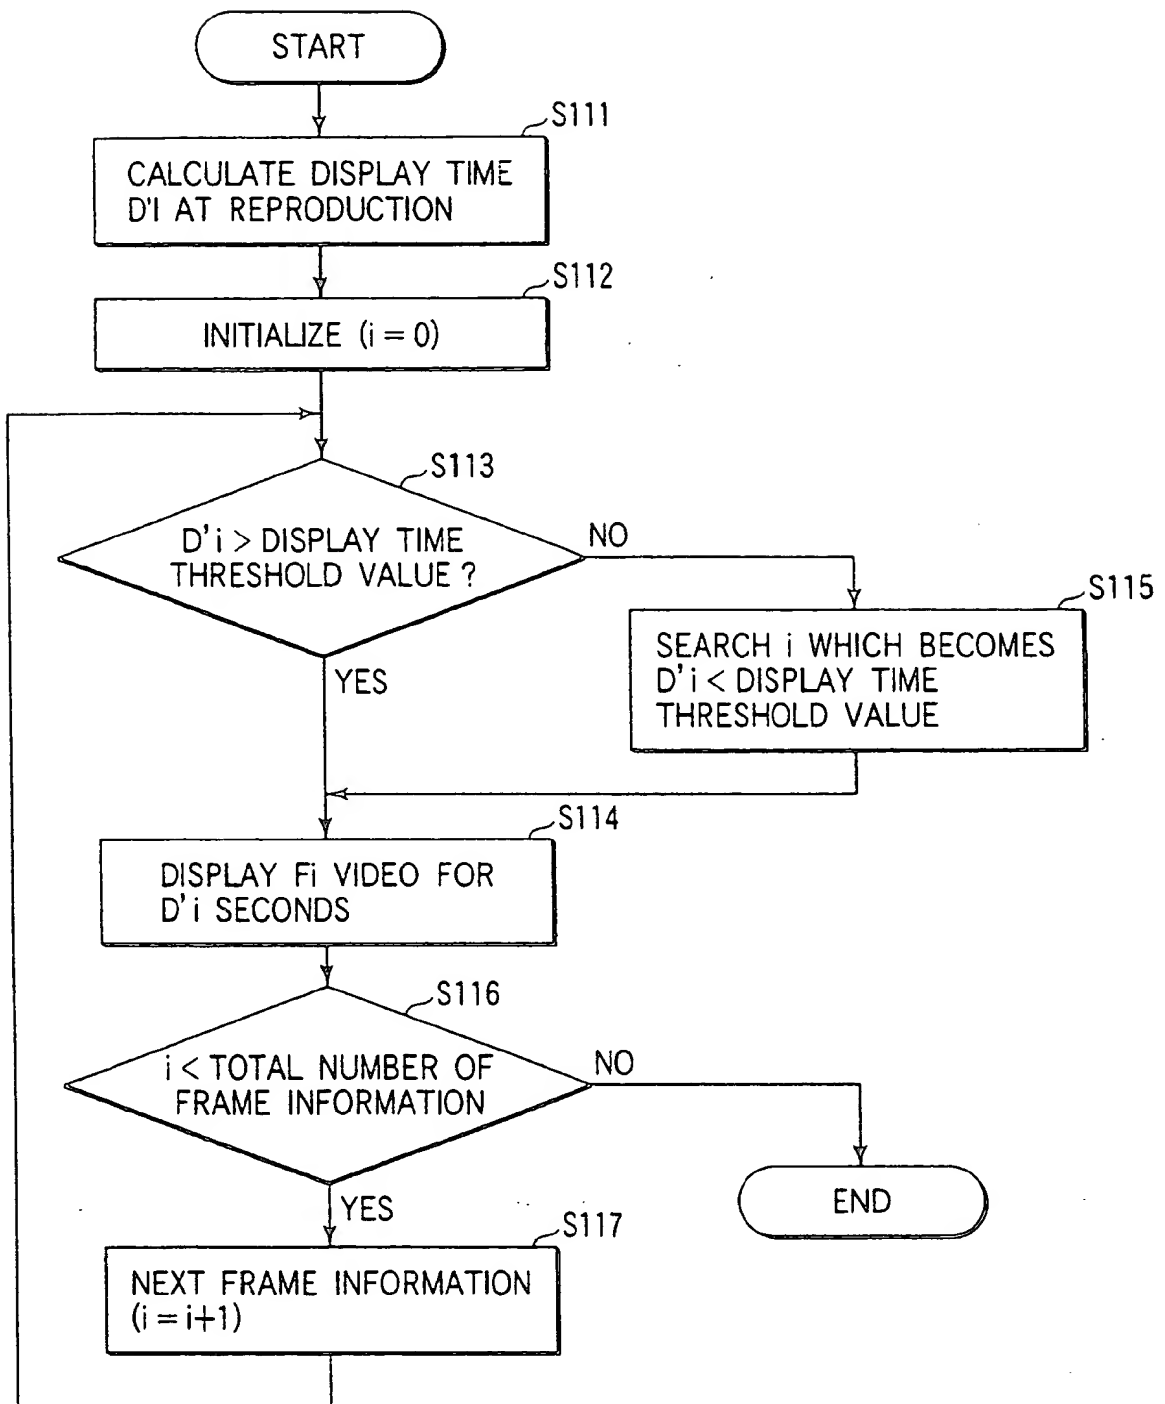 START
S111
CALCULATE DISPLAY TIME
D'I AT REPRODUCTION
S112
INITIALIZE (i = 0)
S113
D'i > DISPLAY TIME
THRESHOLD VALUE?
NO
YES
S115
SEARCH i WHICH BECOMES
D'i < DISPLAY TIME
THRESHOLD VALUE
S114
DISPLAY Fi VIDEO FOR
D'i SECONDS
S116
i < TOTAL NUMBER OF
FRAME INFORMATION
NO
YES
END
S117
NEXT FRAME INFORMATION
(i = i+1)